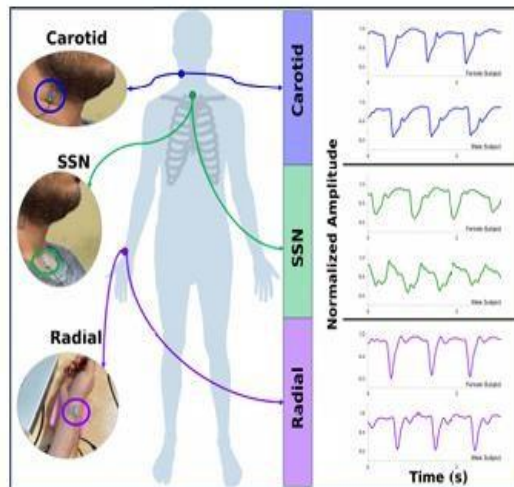 Carotid
SSN
Radial
Carotid
SSN
Radial
Normalized Amplitude
Female Subject
Male Subject
Female Subject
Male Subject
Female Subject
Male Subject
Time (s)